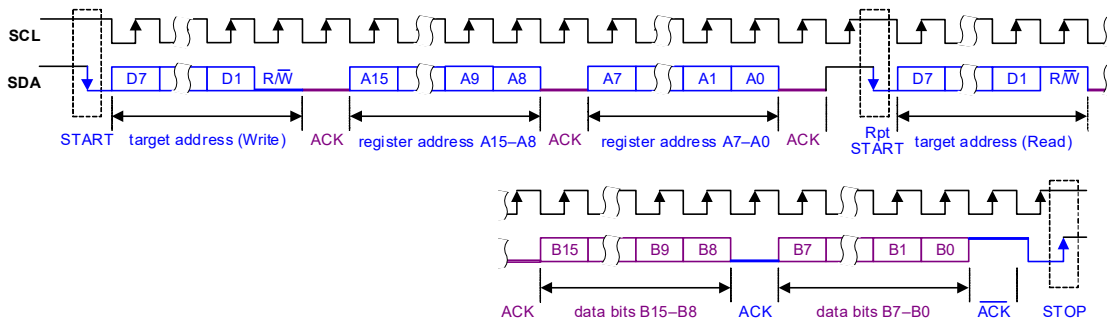 SCL
SDA
D7 D1 R/W̅ A15 A9 A8 A7 A1 A0 D7 D1 R/W̅
START target address (Write) ACK register address A15–A8 ACK register address A7–A0 ACK Rpt START target address (Read)
B15 B9 B8 B7 B1 B0
ACK data bits B15–B8 ACK data bits B7–B0 A̅C̅K̅ STOP